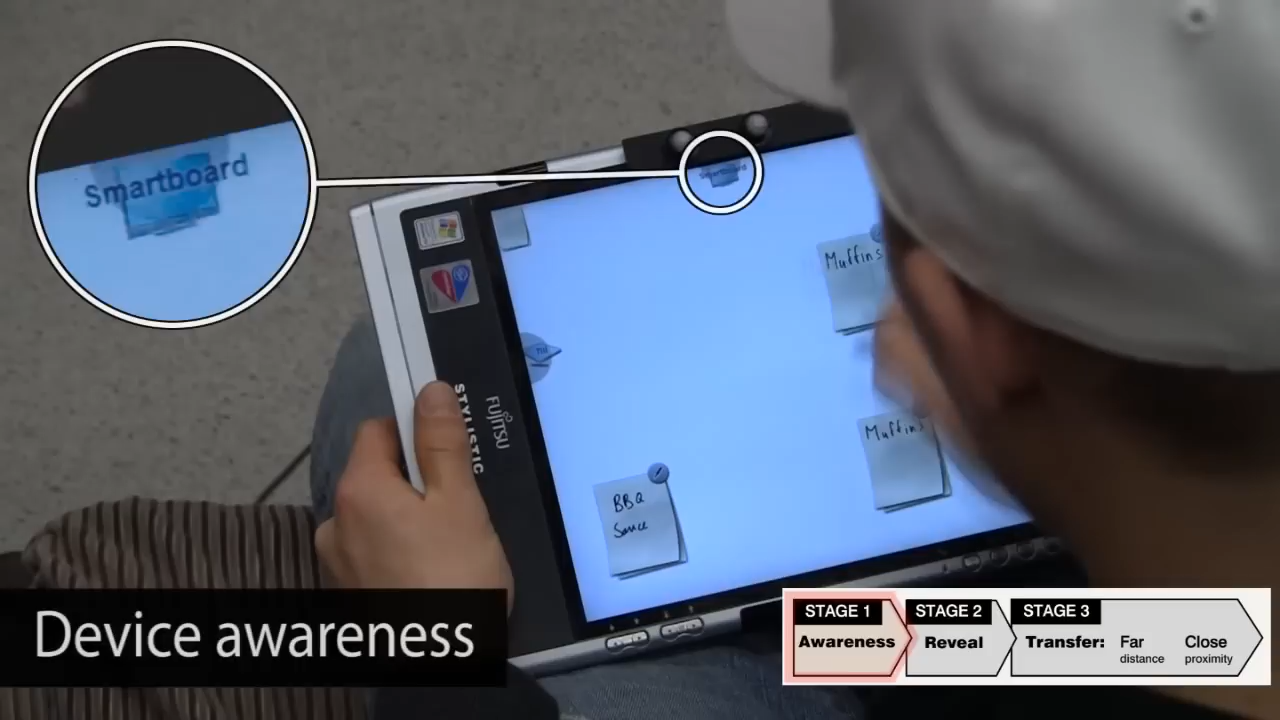 Smartboard
Smartboard
Muffins
FUJITSU
STYLISTIC
Muffins
BBQ
Sauce
Device awareness
STAGE 1
Awareness
STAGE 2
Reveal
STAGE 3
Transfer:
Far
distance
Close
proximity